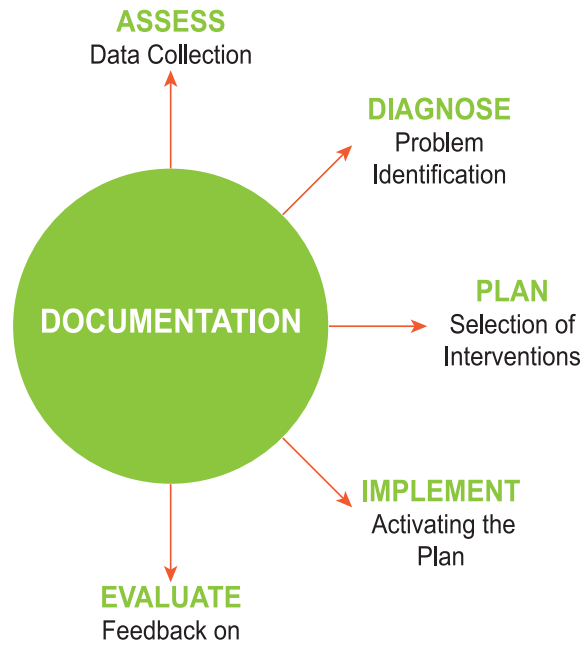 ASSESS
Data Collection
DIAGNOSE
Problem
Identification
PLAN
Selection of
Interventions
DOCUMENTATION
IMPLEMENT
Activating the
Plan
EVALUATE
Feedback on